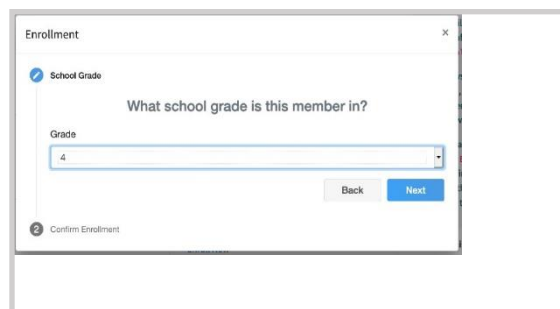 Enrollment
x
School Grade
What school grade is this member in?
Grade
4
Back Next
2 Confirm Enrollment